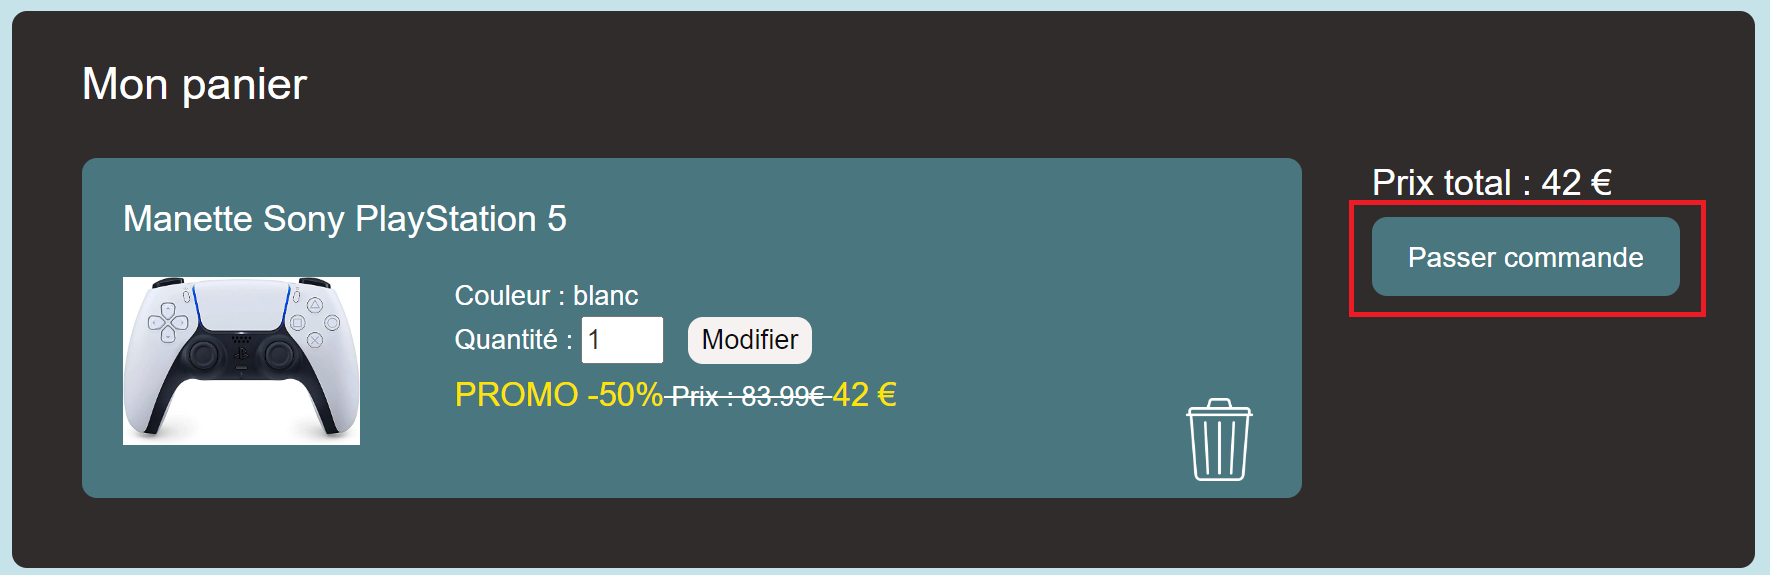 Mon panier
Manette Sony PlayStation 5
Couleur : blanc
Quantité : 1 Modifier
PROMO -50% Prix : 83.99€ 42 €
Prix total : 42 €
Passer commande